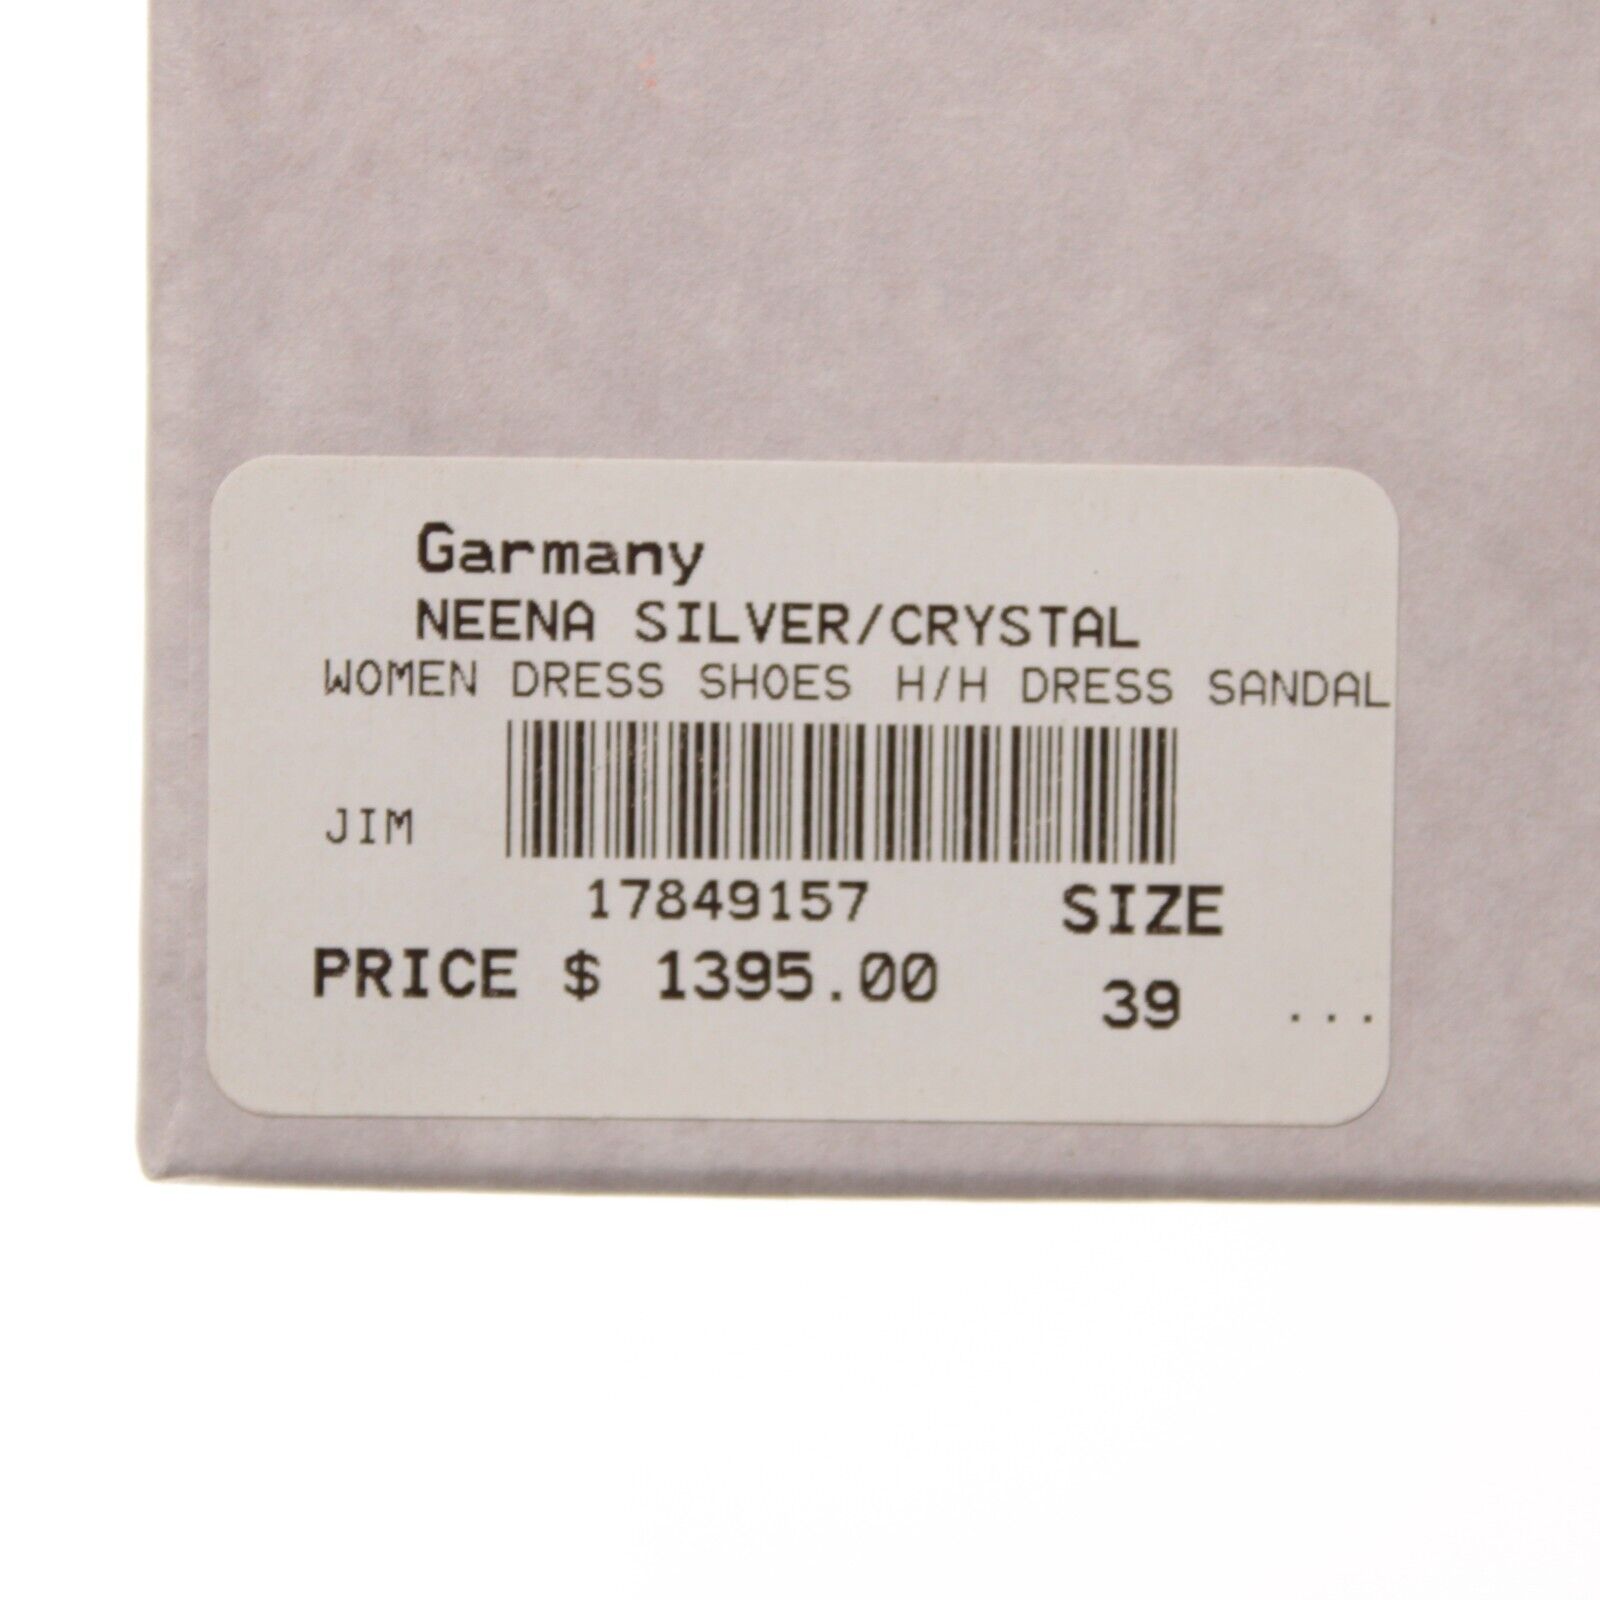 Garmany
NEENA SILVER/CRYSTAL
WOMEN DRESS SHOES H/H DRESS SANDAL
JIM
17849157 SIZE
PRICE $ 1395.00
39 ...